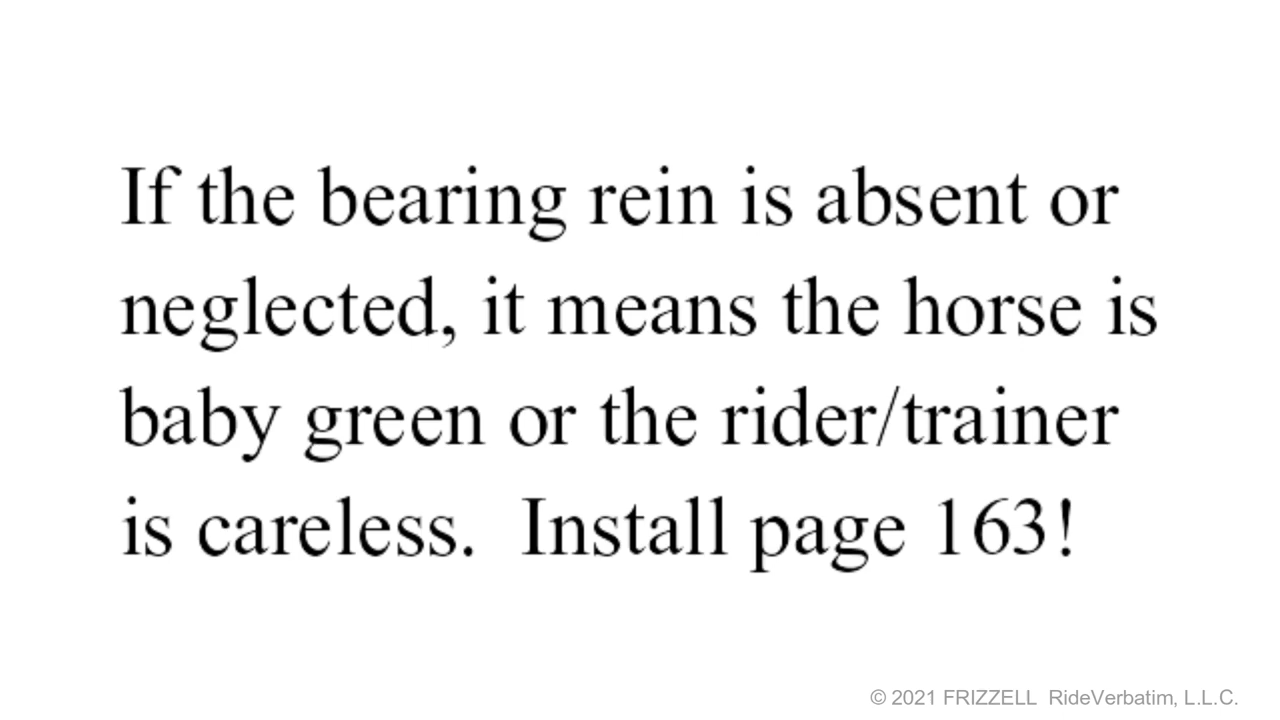 If the bearing rein is absent or
neglected, it means the horse is
baby green or the rider/trainer
is careless.  Install page 163!
© 2021 FRIZZELL  RideVerbatim, L.L.C.